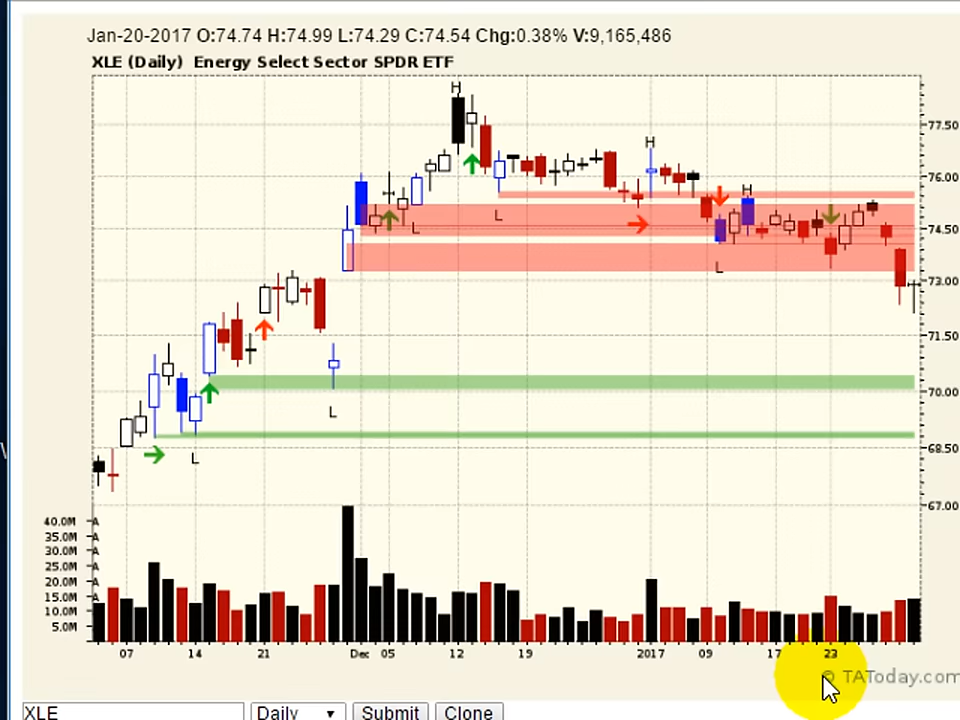 Jan-20-2017 O:74.74 H:74.99 L:74.29 C:74.54 Chg:0.38% V:9,165,486
XLE (Daily) Energy Select Sector SPDR ETF
H
H
H
L
L
L
L
L
77.50
76.00
74.50
73.00
71.50
70.00
68.50
67.00
40.0M A
35.0M A
30.0M A
25.0M A
20.0M A
15.0M A
10.0M
5.0M
07 14 21 Dec 05 12 19 2017 09 17 23
© TAToday.com
XLE Daily Submit Clone